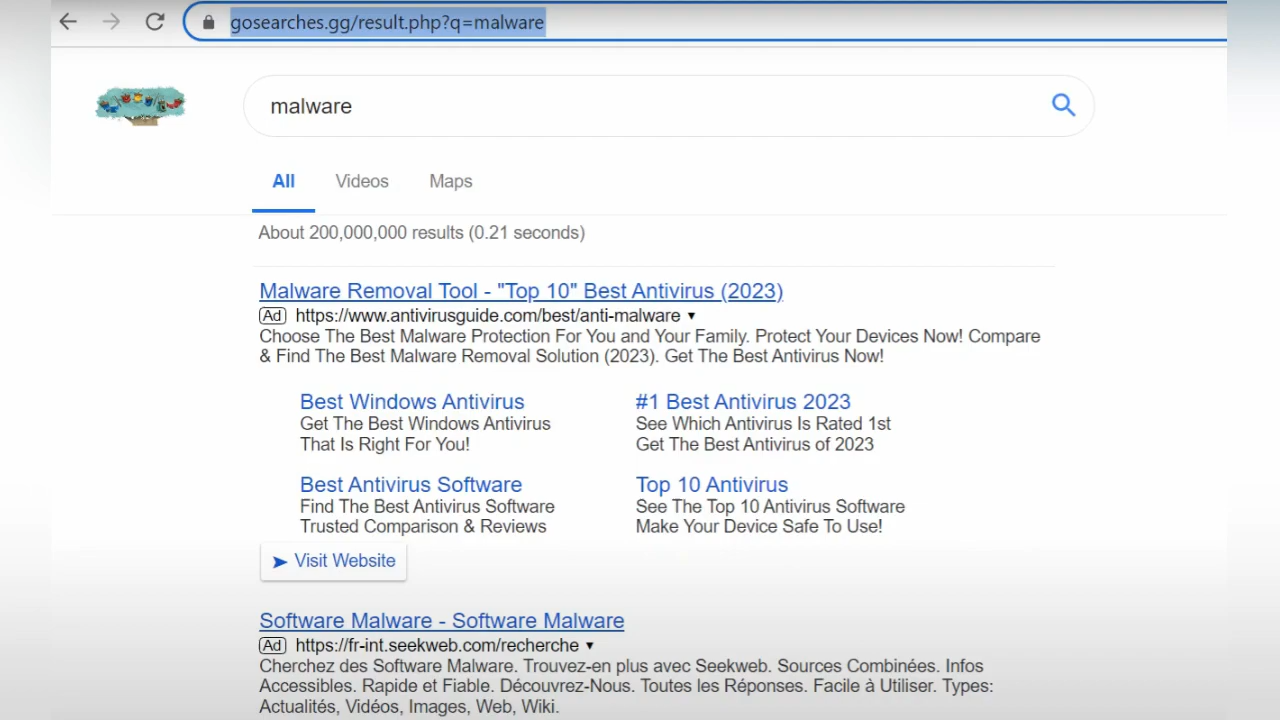 gosearches.gg/result.php?q=malware
malware
All Videos Maps
About 200,000,000 results (0.21 seconds)
Malware Removal Tool - "Top 10" Best Antivirus (2023)
Ad https://www.antivirusguide.com/best/anti-malware ▼
Choose The Best Malware Protection For You and Your Family. Protect Your Devices Now! Compare
& Find The Best Malware Removal Solution (2023). Get The Best Antivirus Now!
Best Windows Antivirus
Get The Best Windows Antivirus
That Is Right For You!
#1 Best Antivirus 2023
See Which Antivirus Is Rated 1st
Get The Best Antivirus of 2023
Best Antivirus Software
Find The Best Antivirus Software
Trusted Comparison & Reviews
Top 10 Antivirus
See The Top 10 Antivirus Software
Make Your Device Safe To Use!
➤ Visit Website
Software Malware - Software Malware
Ad https://fr-int.seekweb.com/recherche ▼
Cherchez des Software Malware. Trouvez-en plus avec Seekweb. Sources Combinées. Infos
Accessibles. Rapide et Fiable. Découvrez-Nous. Toutes les Réponses. Facile à Utiliser. Types:
Actualités, Vidéos, Images, Web, Wiki.